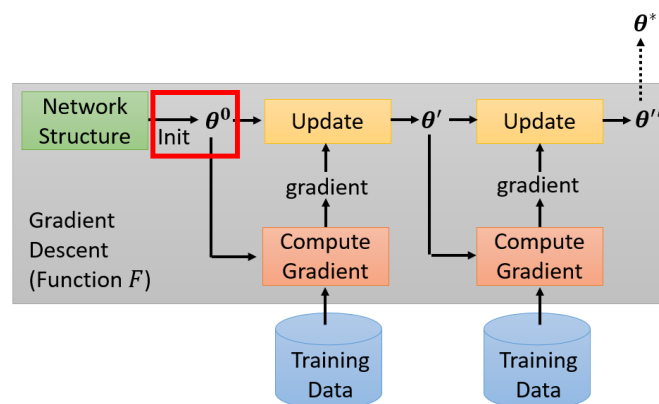 θ*
Network
Structure
Init
θ⁰
Update
θ′
Update
θ′′
gradient
gradient
Gradient
Descent
(Function F)
Compute
Gradient
Compute
Gradient
Training
Data
Training
Data